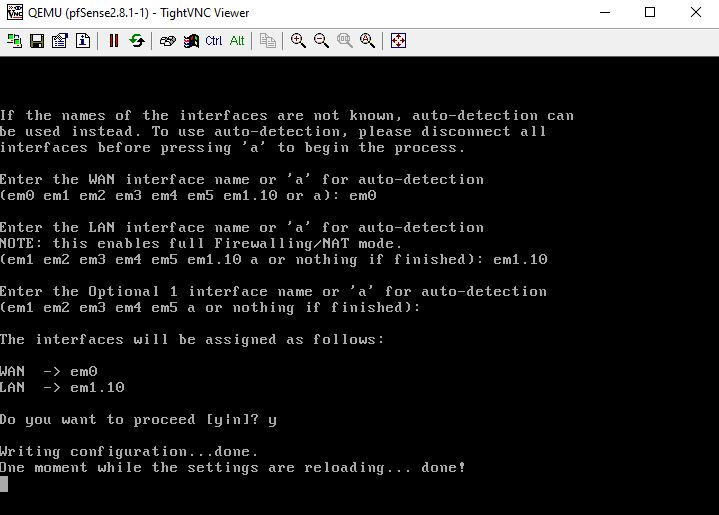 QEMU (pfSense2.8.1-1) - TightVNC Viewer
Ctrl Alt
If the names of the interfaces are not known, auto-detection can
be used instead. To use auto-detection, please disconnect all
interfaces before pressing 'a' to begin the process.
Enter the WAN interface name or 'a' for auto-detection
(em0 em1 em2 em3 em4 em5 em1.10 or a): em0
Enter the LAN interface name or 'a' for auto-detection
NOTE: this enables full Firewalling/NAT mode.
(em1 em2 em3 em4 em5 em1.10 a or nothing if finished): em1.10
Enter the Optional 1 interface name or 'a' for auto-detection
(em1 em2 em3 em4 em5 a or nothing if finished):
The interfaces will be assigned as follows:
WAN  -> em0
LAN  -> em1.10
Do you want to proceed [y|n]? y
Writing configuration...done.
One moment while the settings are reloading... done!